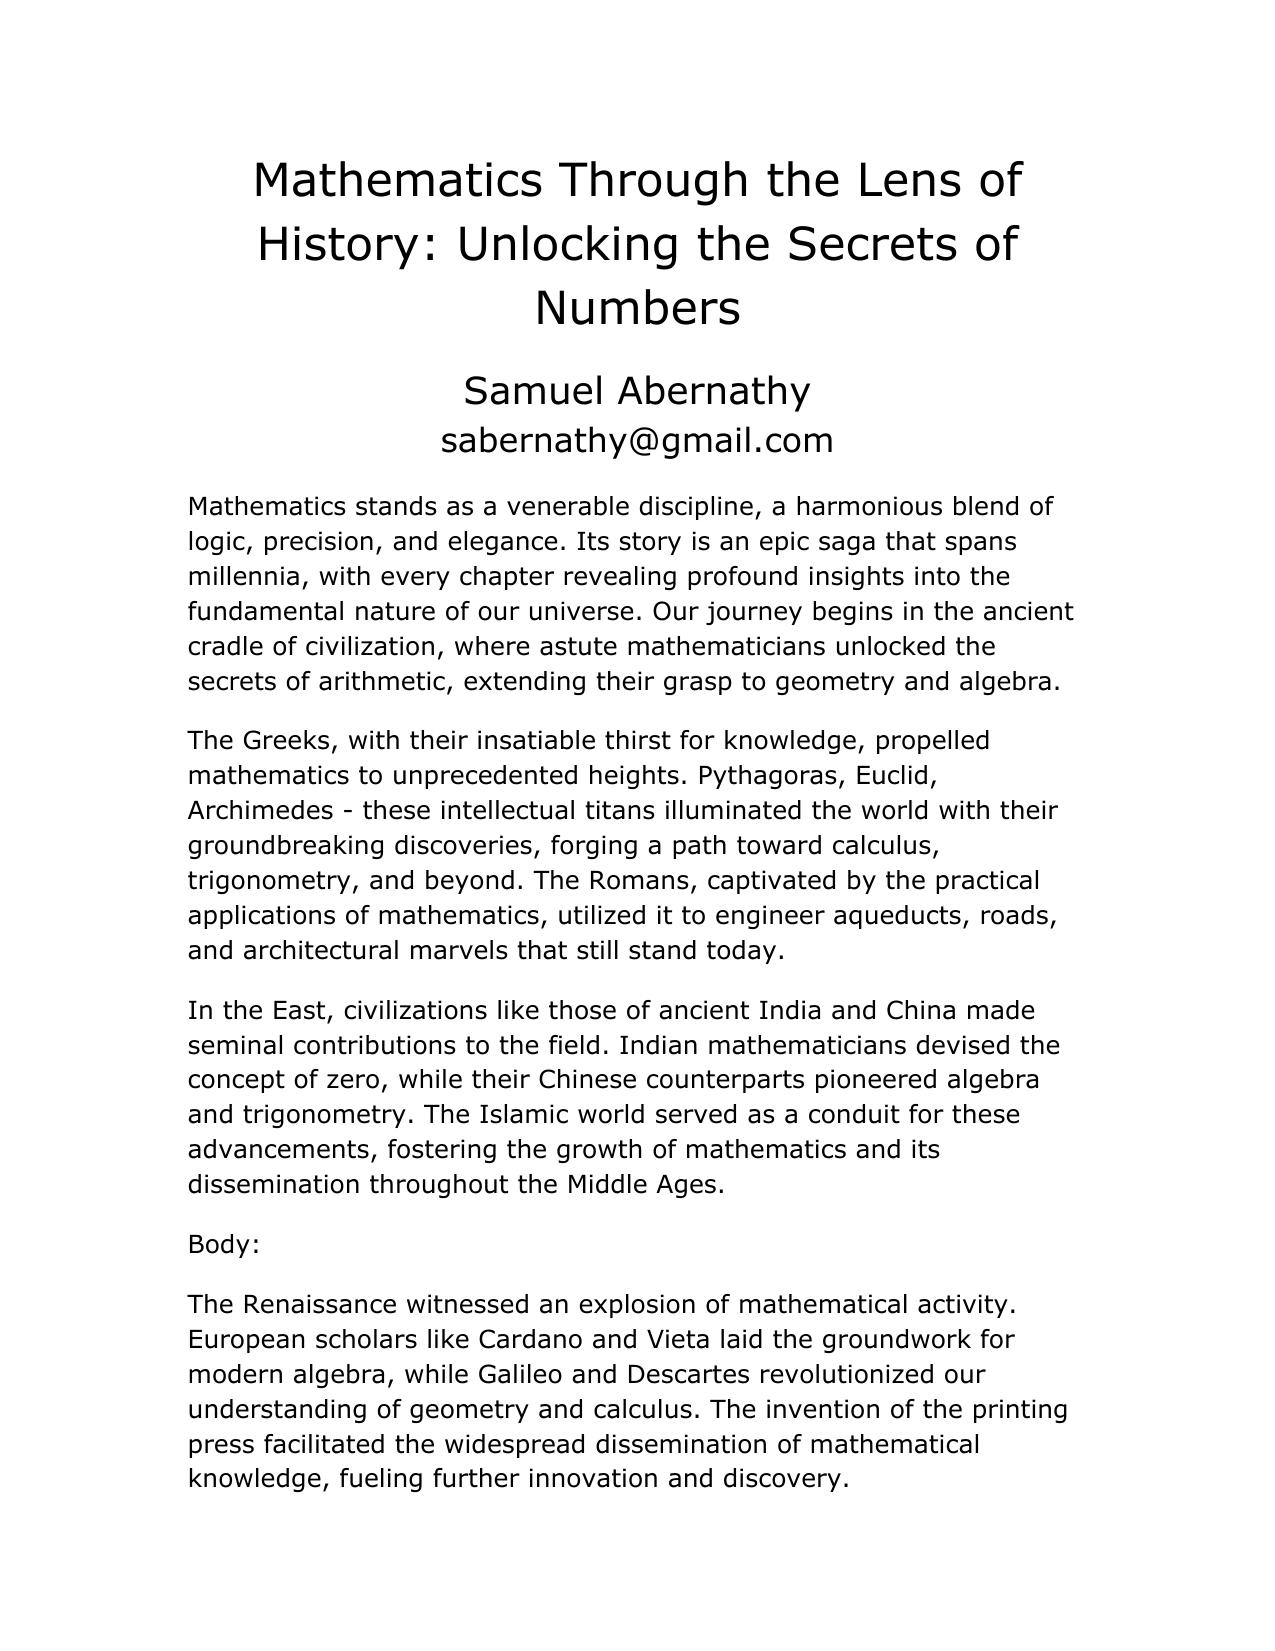 Mathematics Through the Lens of
History: Unlocking the Secrets of
Numbers
Samuel Abernathy
sabernathy@gmail.com
Mathematics stands as a venerable discipline, a harmonious blend of
logic, precision, and elegance. Its story is an epic saga that spans
millennia, with every chapter revealing profound insights into the
fundamental nature of our universe. Our journey begins in the ancient
cradle of civilization, where astute mathematicians unlocked the
secrets of arithmetic, extending their grasp to geometry and algebra.
The Greeks, with their insatiable thirst for knowledge, propelled
mathematics to unprecedented heights. Pythagoras, Euclid,
Archimedes - these intellectual titans illuminated the world with their
groundbreaking discoveries, forging a path toward calculus,
trigonometry, and beyond. The Romans, captivated by the practical
applications of mathematics, utilized it to engineer aqueducts, roads,
and architectural marvels that still stand today.
In the East, civilizations like those of ancient India and China made
seminal contributions to the field. Indian mathematicians devised the
concept of zero, while their Chinese counterparts pioneered algebra
and trigonometry. The Islamic world served as a conduit for these
advancements, fostering the growth of mathematics and its
dissemination throughout the Middle Ages.
Body:
The Renaissance witnessed an explosion of mathematical activity.
European scholars like Cardano and Vieta laid the groundwork for
modern algebra, while Galileo and Descartes revolutionized our
understanding of geometry and calculus. The invention of the printing
press facilitated the widespread dissemination of mathematical
knowledge, fueling further innovation and discovery.